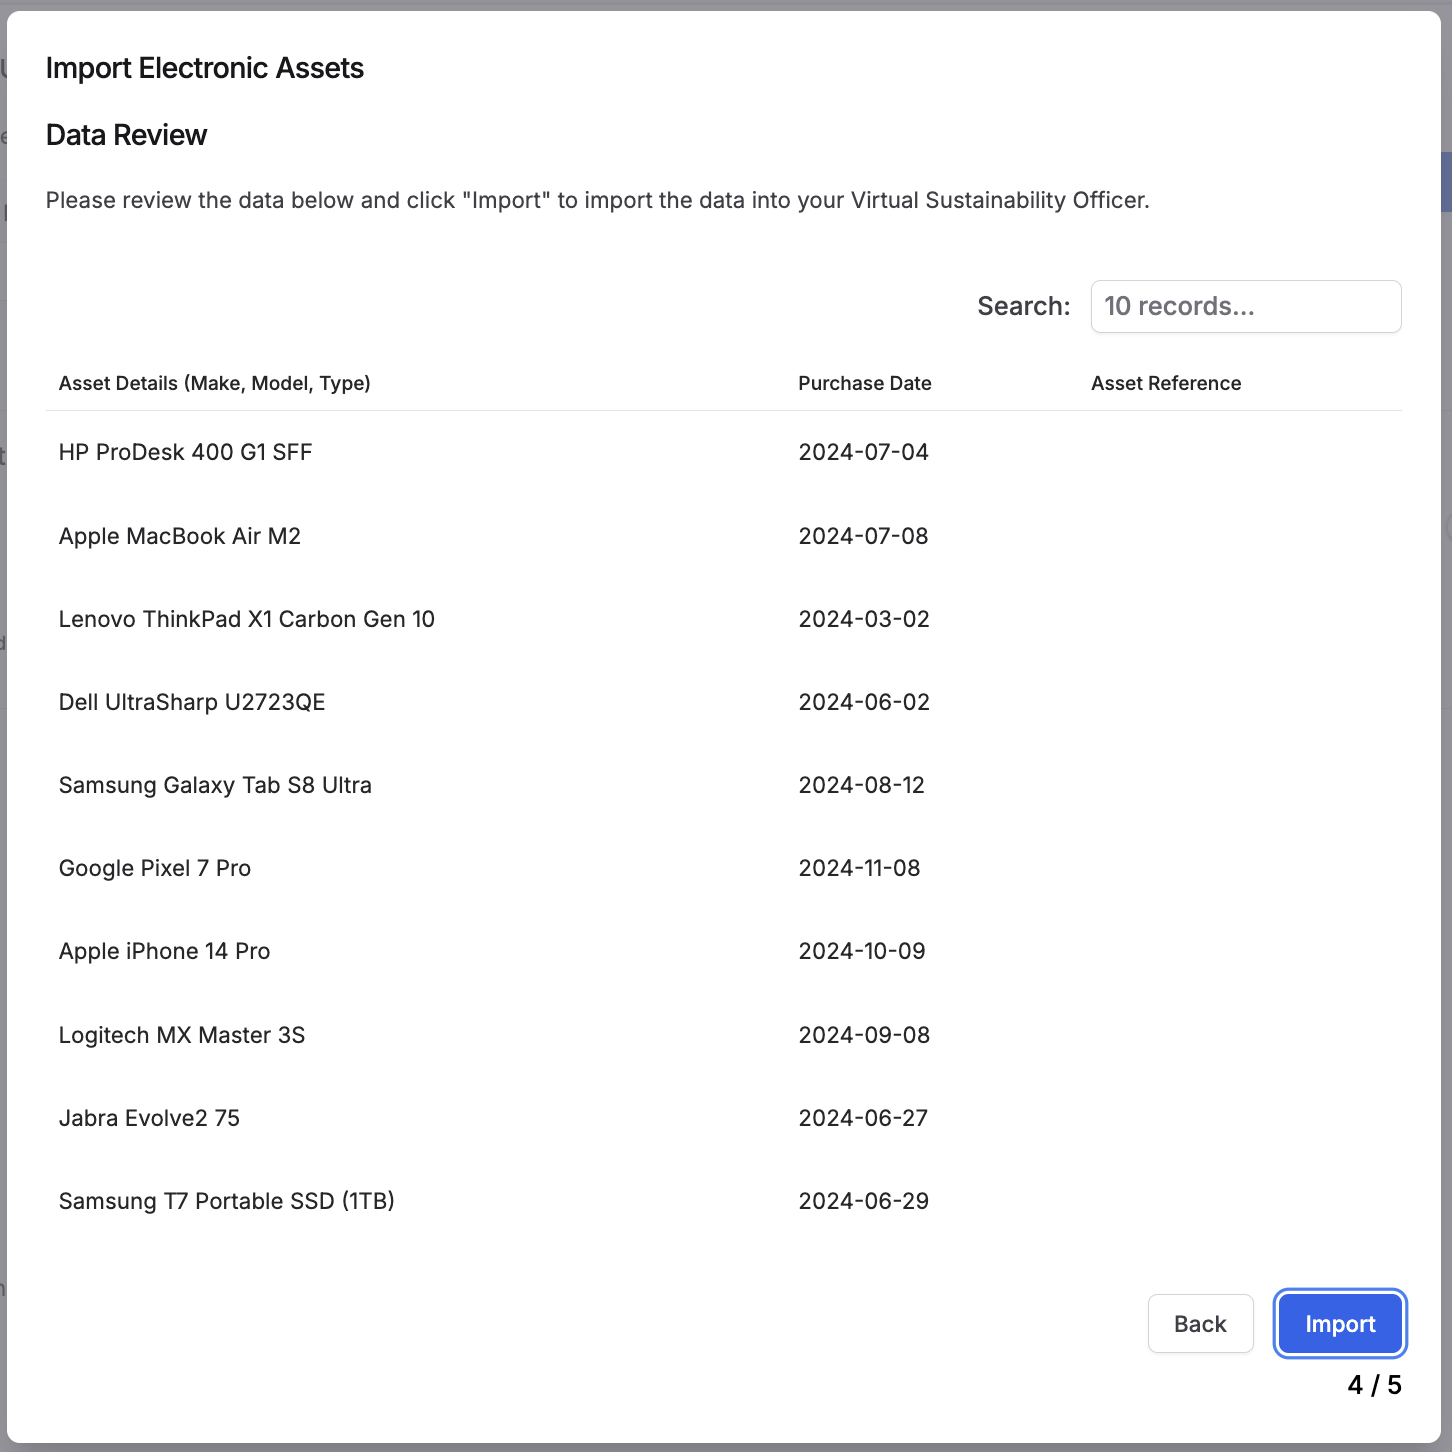 Import Electronic Assets
Data Review
Please review the data below and click "Import" to import the data into your Virtual Sustainability Officer.
Search: 10 records...
Asset Details (Make, Model, Type) Purchase Date Asset Reference
HP ProDesk 400 G1 SFF 2024-07-04
Apple MacBook Air M2 2024-07-08
Lenovo ThinkPad X1 Carbon Gen 10 2024-03-02
Dell UltraSharp U2723QE 2024-06-02
Samsung Galaxy Tab S8 Ultra 2024-08-12
Google Pixel 7 Pro 2024-11-08
Apple iPhone 14 Pro 2024-10-09
Logitech MX Master 3S 2024-09-08
Jabra Evolve2 75 2024-06-27
Samsung T7 Portable SSD (1TB) 2024-06-29
Back Import
4 / 5